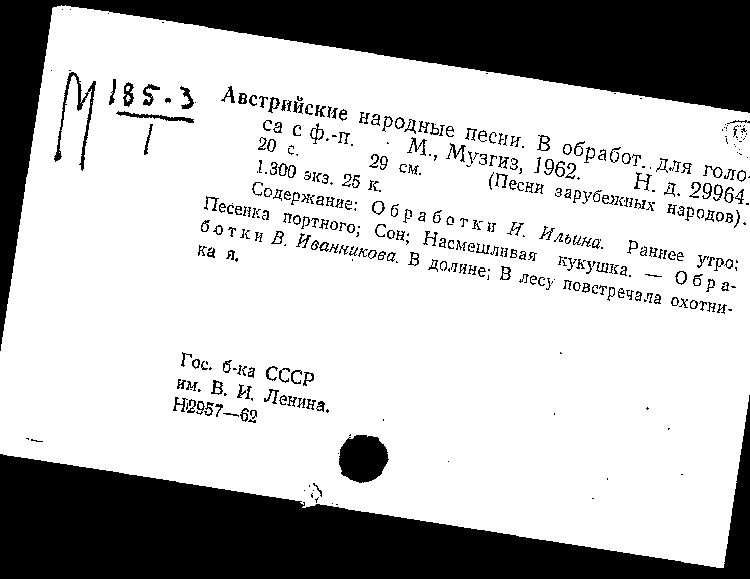 М 185.3
1
Австрийские народные песни. В обработ. для голо-
са с ф.-п. М., Музгиз, 1962. Н. д. 29964.
20 с. 29 см. (Песни зарубежных народов).
1.300 экз. 25 к.
Содержание: Обработки И. Ильина. Раннее утро;
Песенка портного; Сон; Насмешливая кукушка. — Обра-
ботки В. Иванникова. В долине; В лесу повстречала охотни-
ка я.
Гос. б-ка СССР
им. В. И. Ленина.
Н2957—62